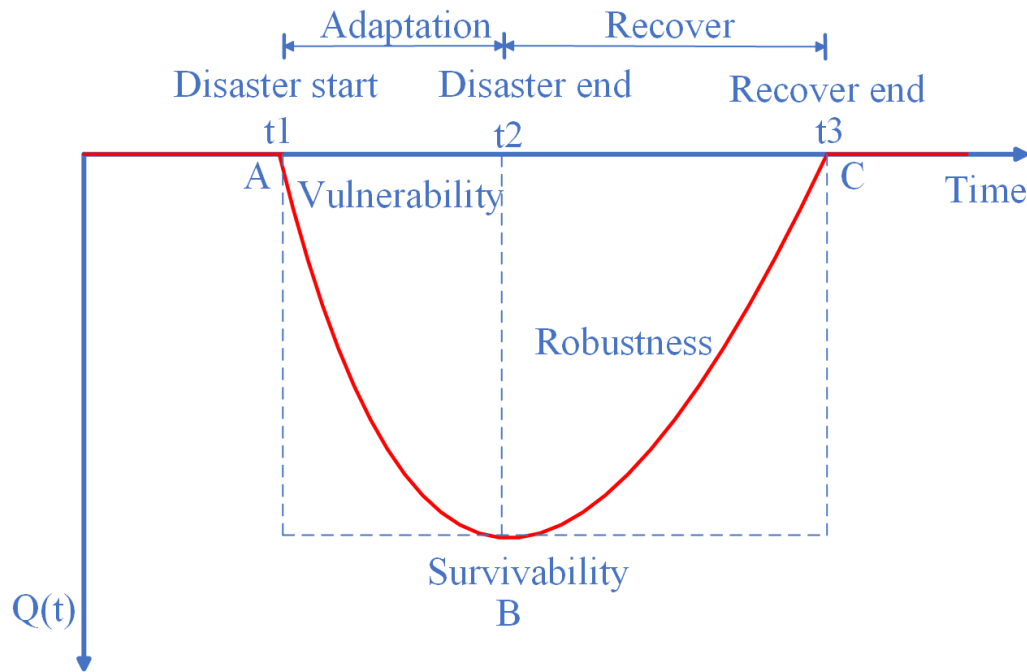 Adaptation Recover
Disaster start Disaster end Recover end
t1 t2 t3
A Vulnerability C Time
Robustness
Survivability
Q(t) B